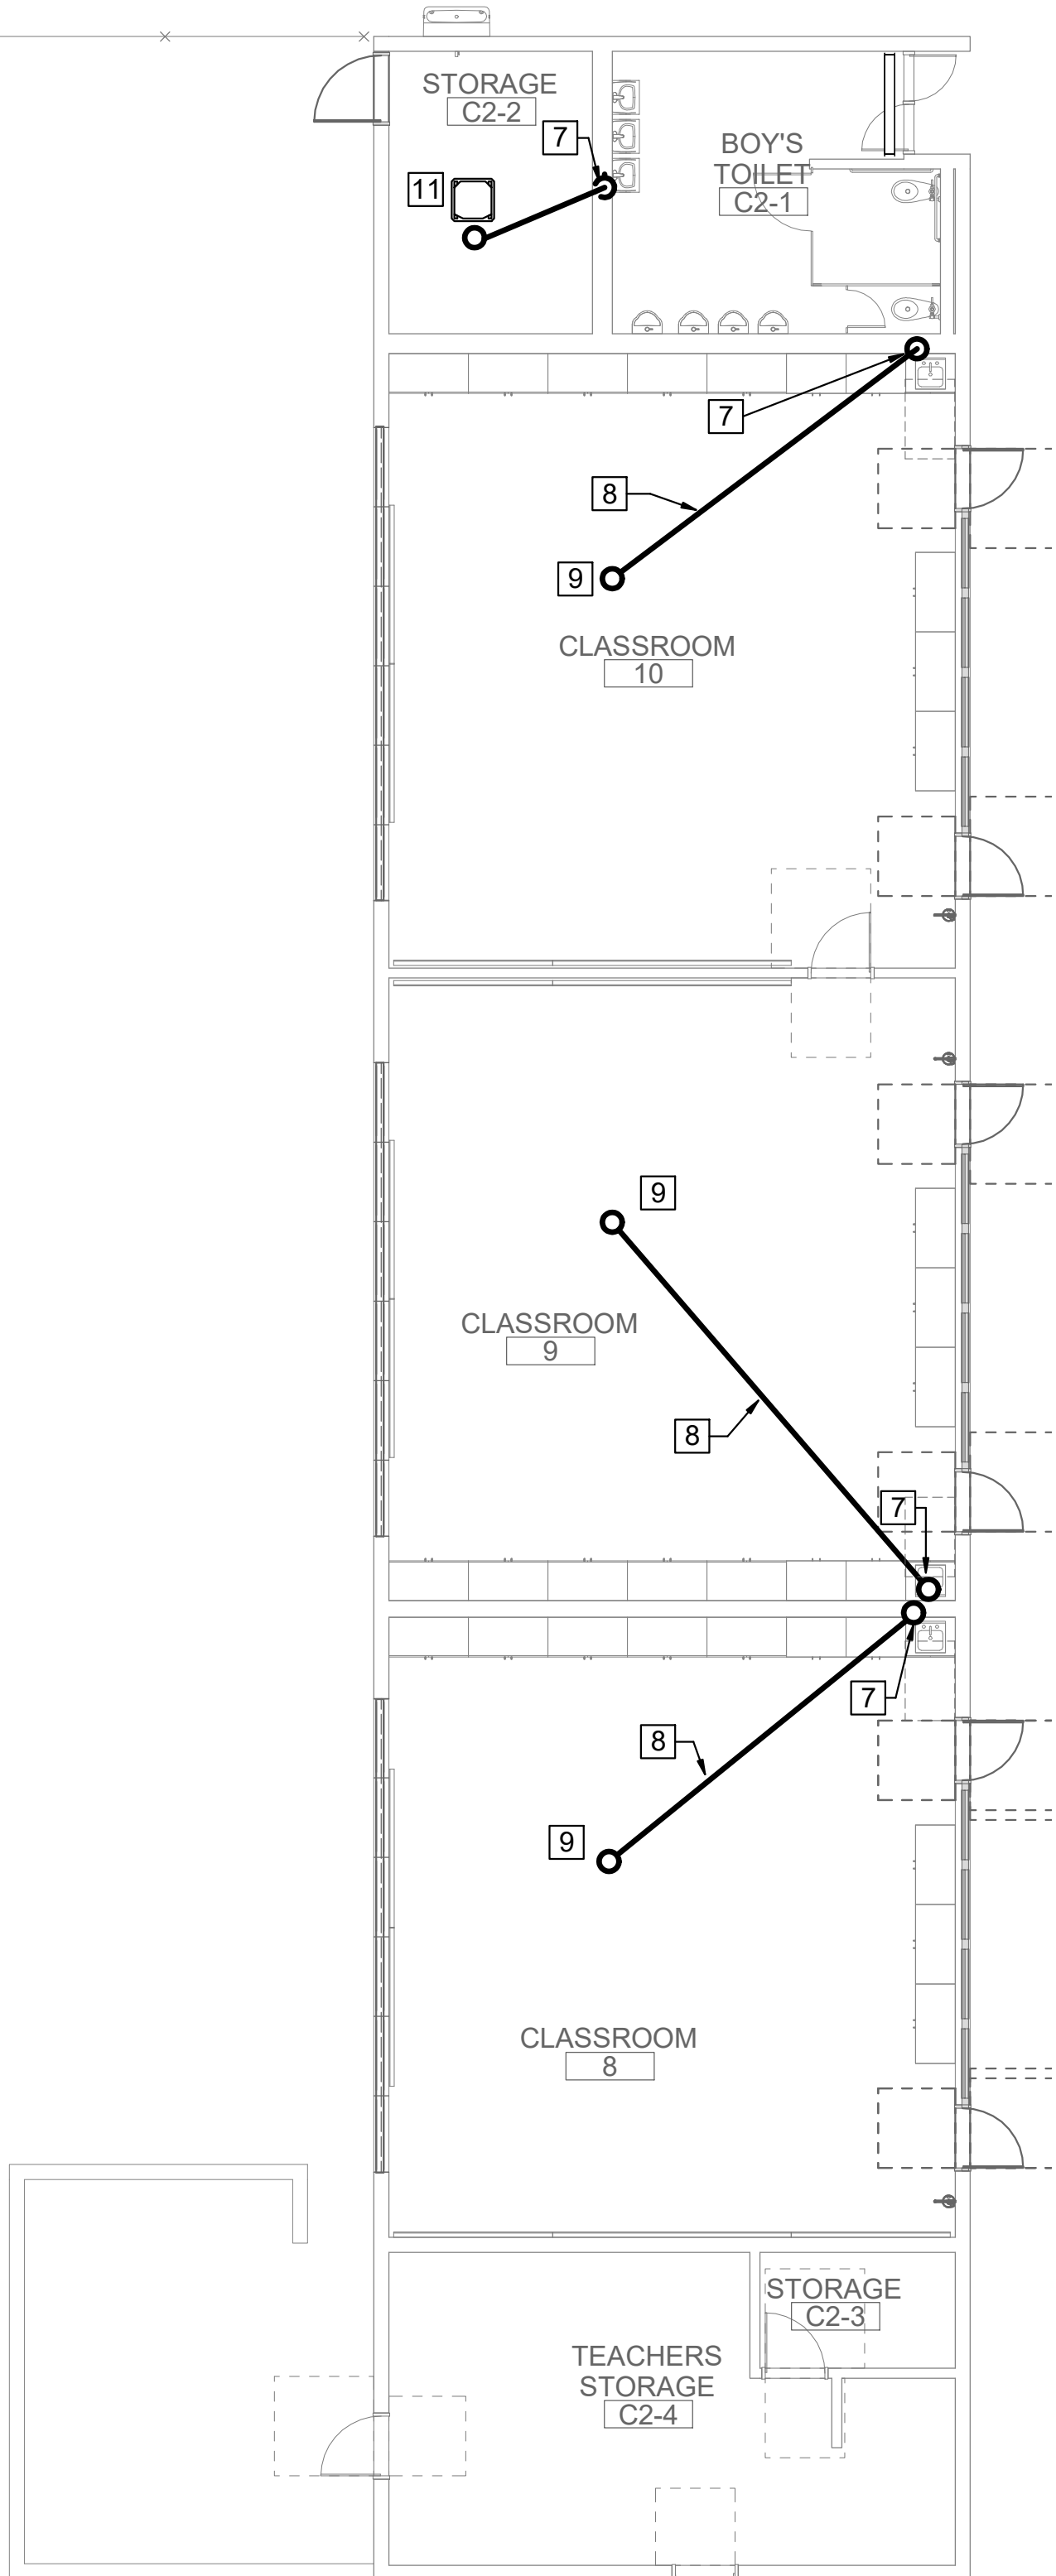 STORAGE
C2-2
7
BOY'S
TOILET
C2-1
11
7
8
9
CLASSROOM
10
9
CLASSROOM
9
8
7
7
8
9
CLASSROOM
8
STORAGE
C2-3
TEACHERS
STORAGE
C2-4